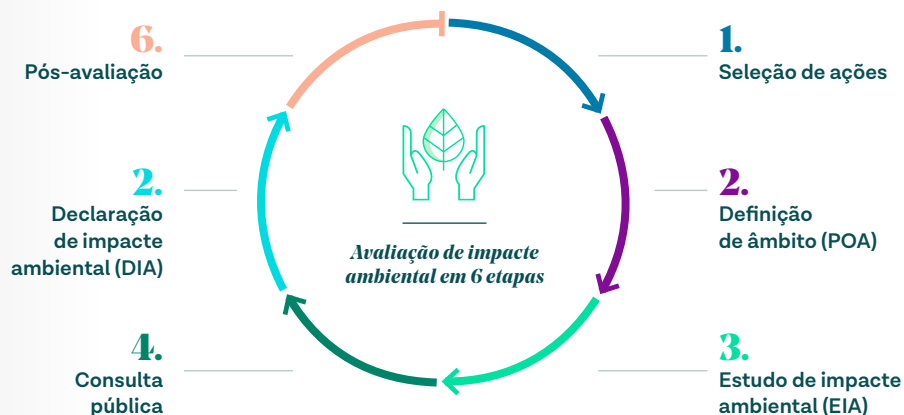 1.
Seleção de ações
2.
Definição
de âmbito (POA)
3.
Estudo de impacte
ambiental (EIA)
4.
Consulta
pública
2.
Declaração
de impacte
ambiental (DIA)
6.
Pós-avaliação
Avaliação de impacte
ambiental em 6 etapas